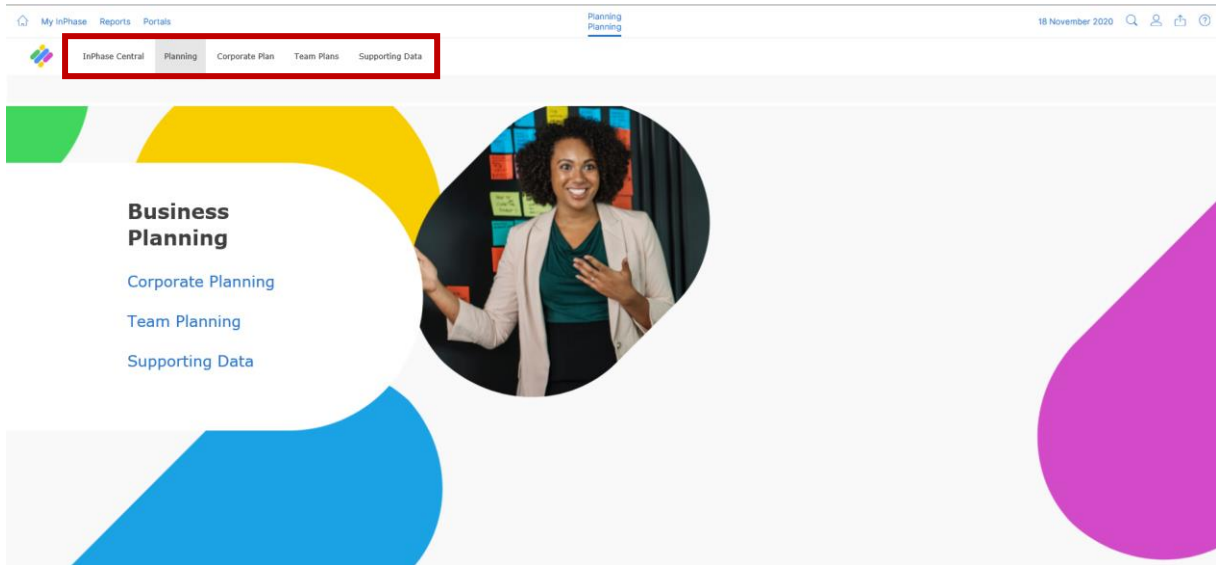 My InPhase Reports Portals
Planning
Planning
18 November 2020
InPhase Central Planning Corporate Plan Team Plans Supporting Data
Business
Planning
Corporate Planning
Team Planning
Supporting Data